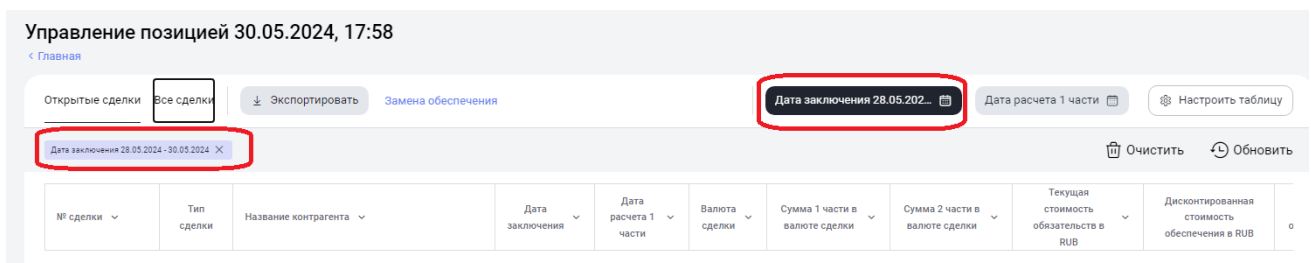 Управление позицией 30.05.2024, 17:58
< Главная
Открытые сделки Все сделки Экспортировать Замена обеспечения Дата заключения 28.05.202... Дата расчета 1 части Настроить таблицу
Дата заключения 28.05.2024 - 30.05.2024 Очистить Обновить
№ сделки
Тип
сделки
Название контрагента
Дата
заключения
Дата
расчета 1
части
Валюта
сделки
Сумма 1 части в
валюте сделки
Сумма 2 части в
валюте сделки
Текущая
стоимость
обязательств в
RUB
Дисконтированная
стоимость
обеспечения в RUB